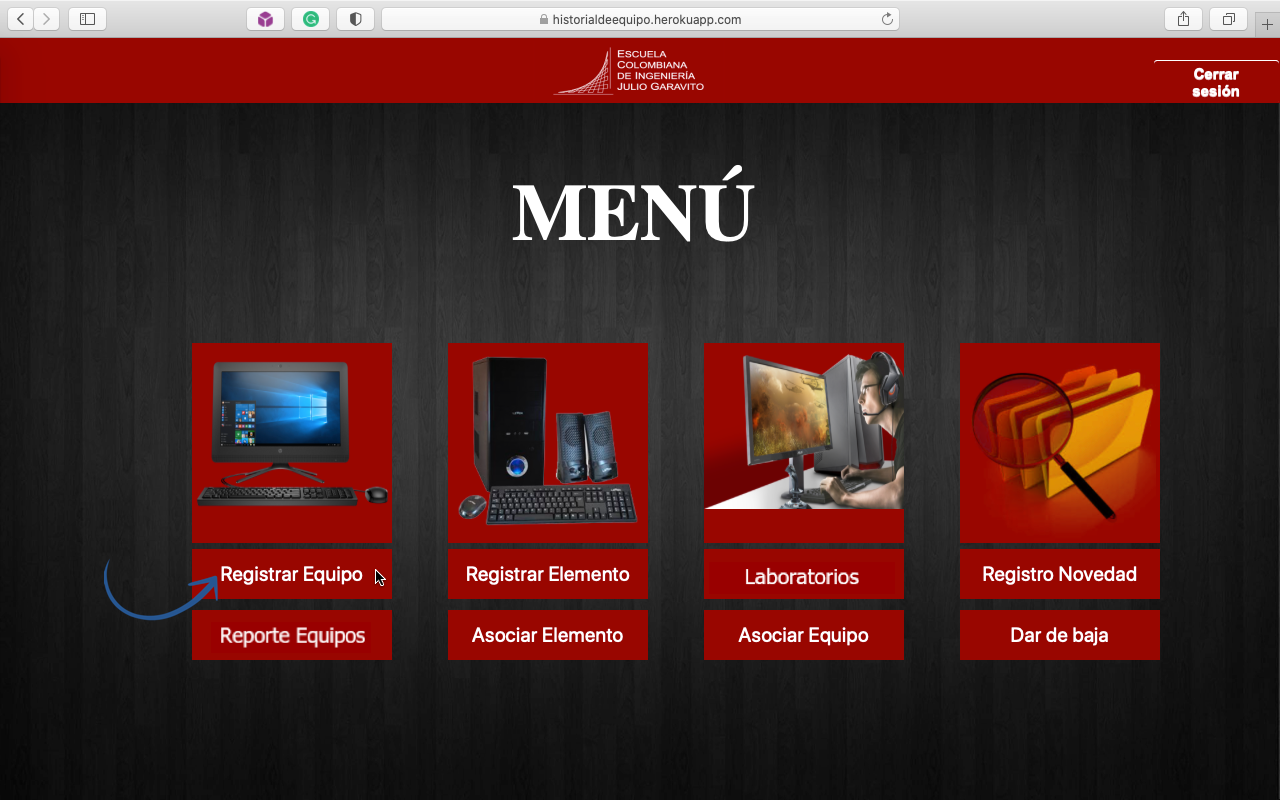 historialdeequipo.herokuapp.com
ESCUELA
COLOMBIANA
DE INGENIERÍA
JULIO GARAVITO
Cerrar
sesión
MENÚ
Registrar Equipo
Registrar Elemento
Laboratorios
Registro Novedad
Reporte Equipos
Asociar Elemento
Asociar Equipo
Dar de baja